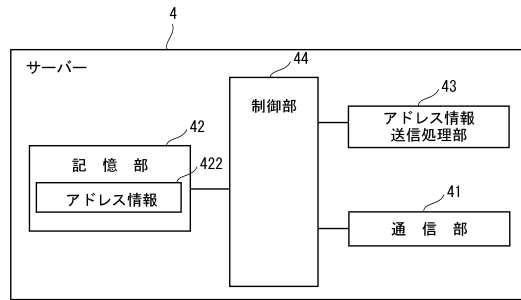 4
サーバー
44
制御部
43
アドレス情報
送信処理部
42
記憶部
422
アドレス情報
41
通信部